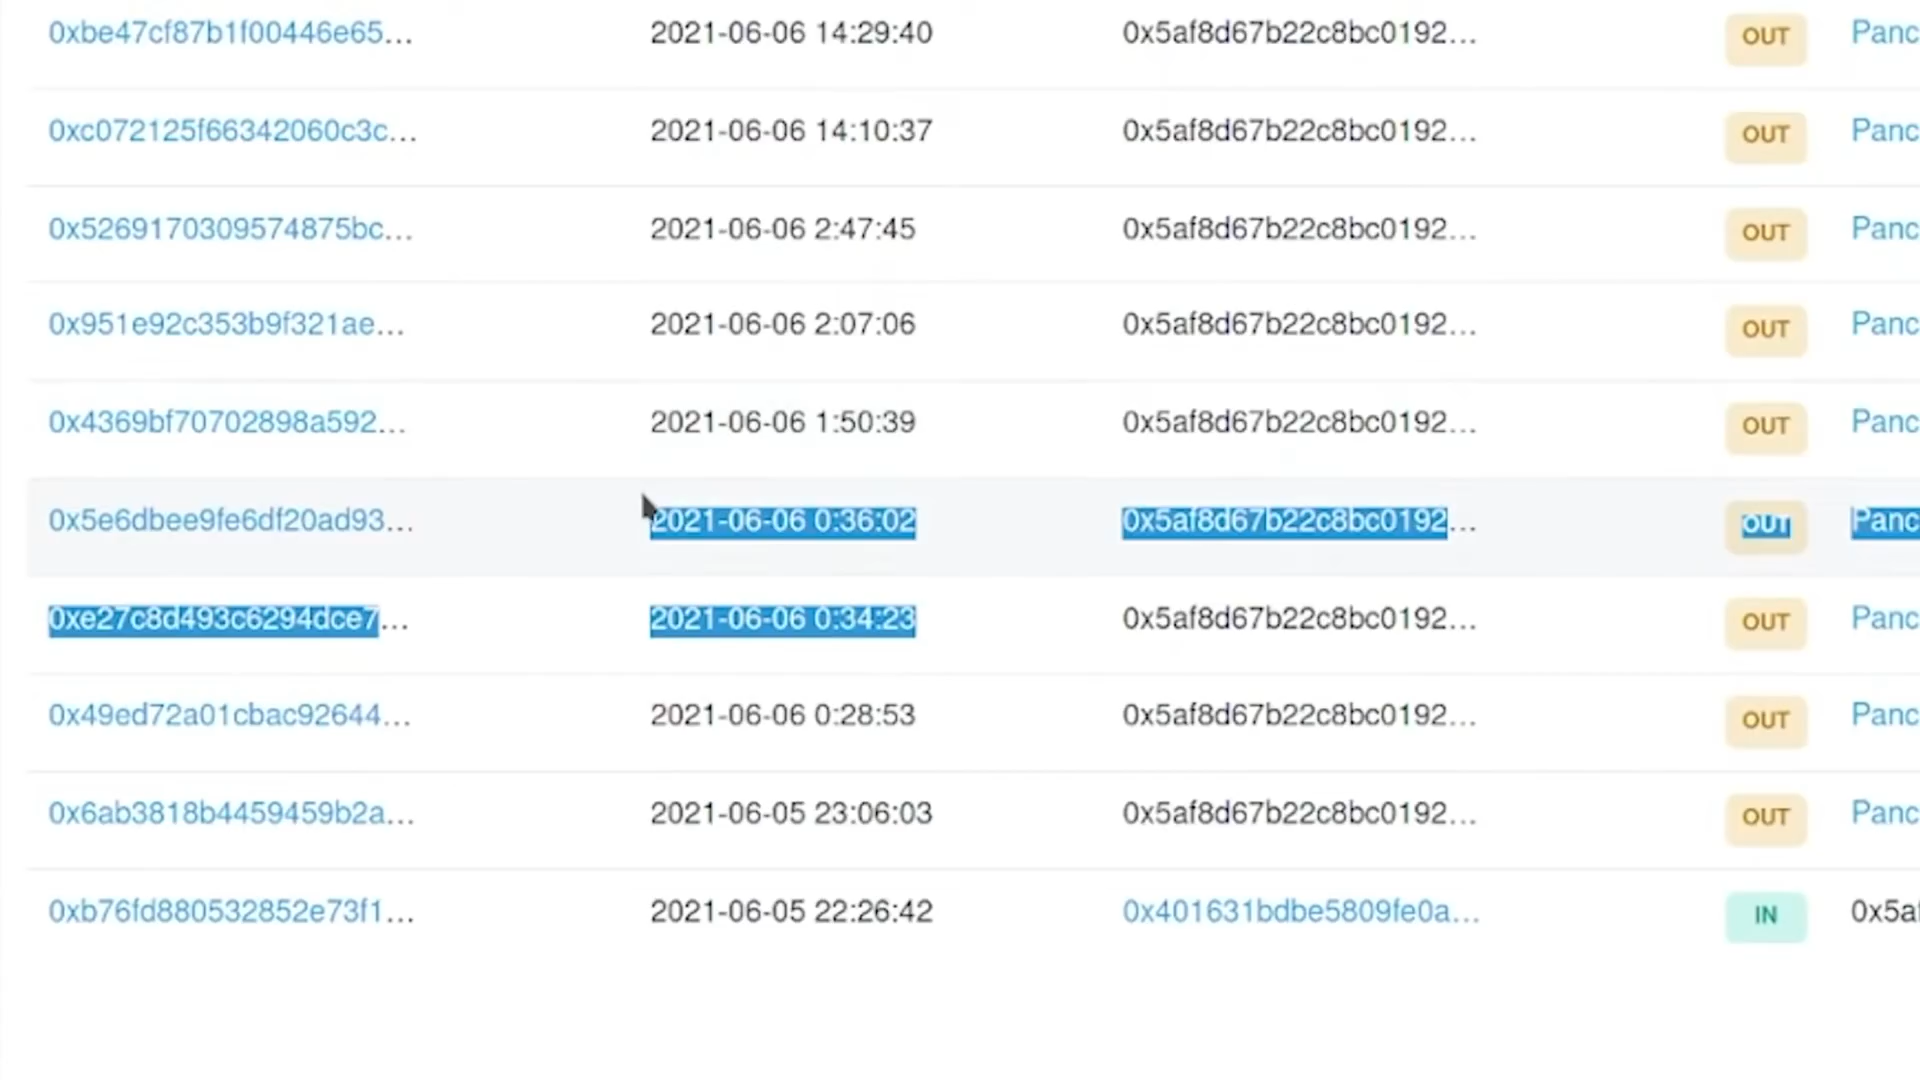 0xbe47cf87b1f00446e65... 2021-06-06 14:29:40 0x5af8d67b22c8bc0192... OUT Panc
0xc072125f66342060c3c... 2021-06-06 14:10:37 0x5af8d67b22c8bc0192... OUT Panc
0x5269170309574875bc... 2021-06-06 2:47:45 0x5af8d67b22c8bc0192... OUT Panc
0x951e92c353b9f321ae... 2021-06-06 2:07:06 0x5af8d67b22c8bc0192... OUT Panc
0x4369bf70702898a592... 2021-06-06 1:50:39 0x5af8d67b22c8bc0192... OUT Panc
0x5e6dbee9fe6df20ad93... 2021-06-06 0:36:02 0x5af8d67b22c8bc0192... OUT Panc
0xe27c8d493c6294dce7... 2021-06-06 0:34:23 0x5af8d67b22c8bc0192... OUT Panc
0x49ed72a01cbac92644... 2021-06-06 0:28:53 0x5af8d67b22c8bc0192... OUT Panc
0x6ab3818b4459459b2a... 2021-06-05 23:06:03 0x5af8d67b22c8bc0192... OUT Panc
0xb76fd880532852e73f1... 2021-06-05 22:26:42 0x401631bdbe5809fe0a... IN 0x5a